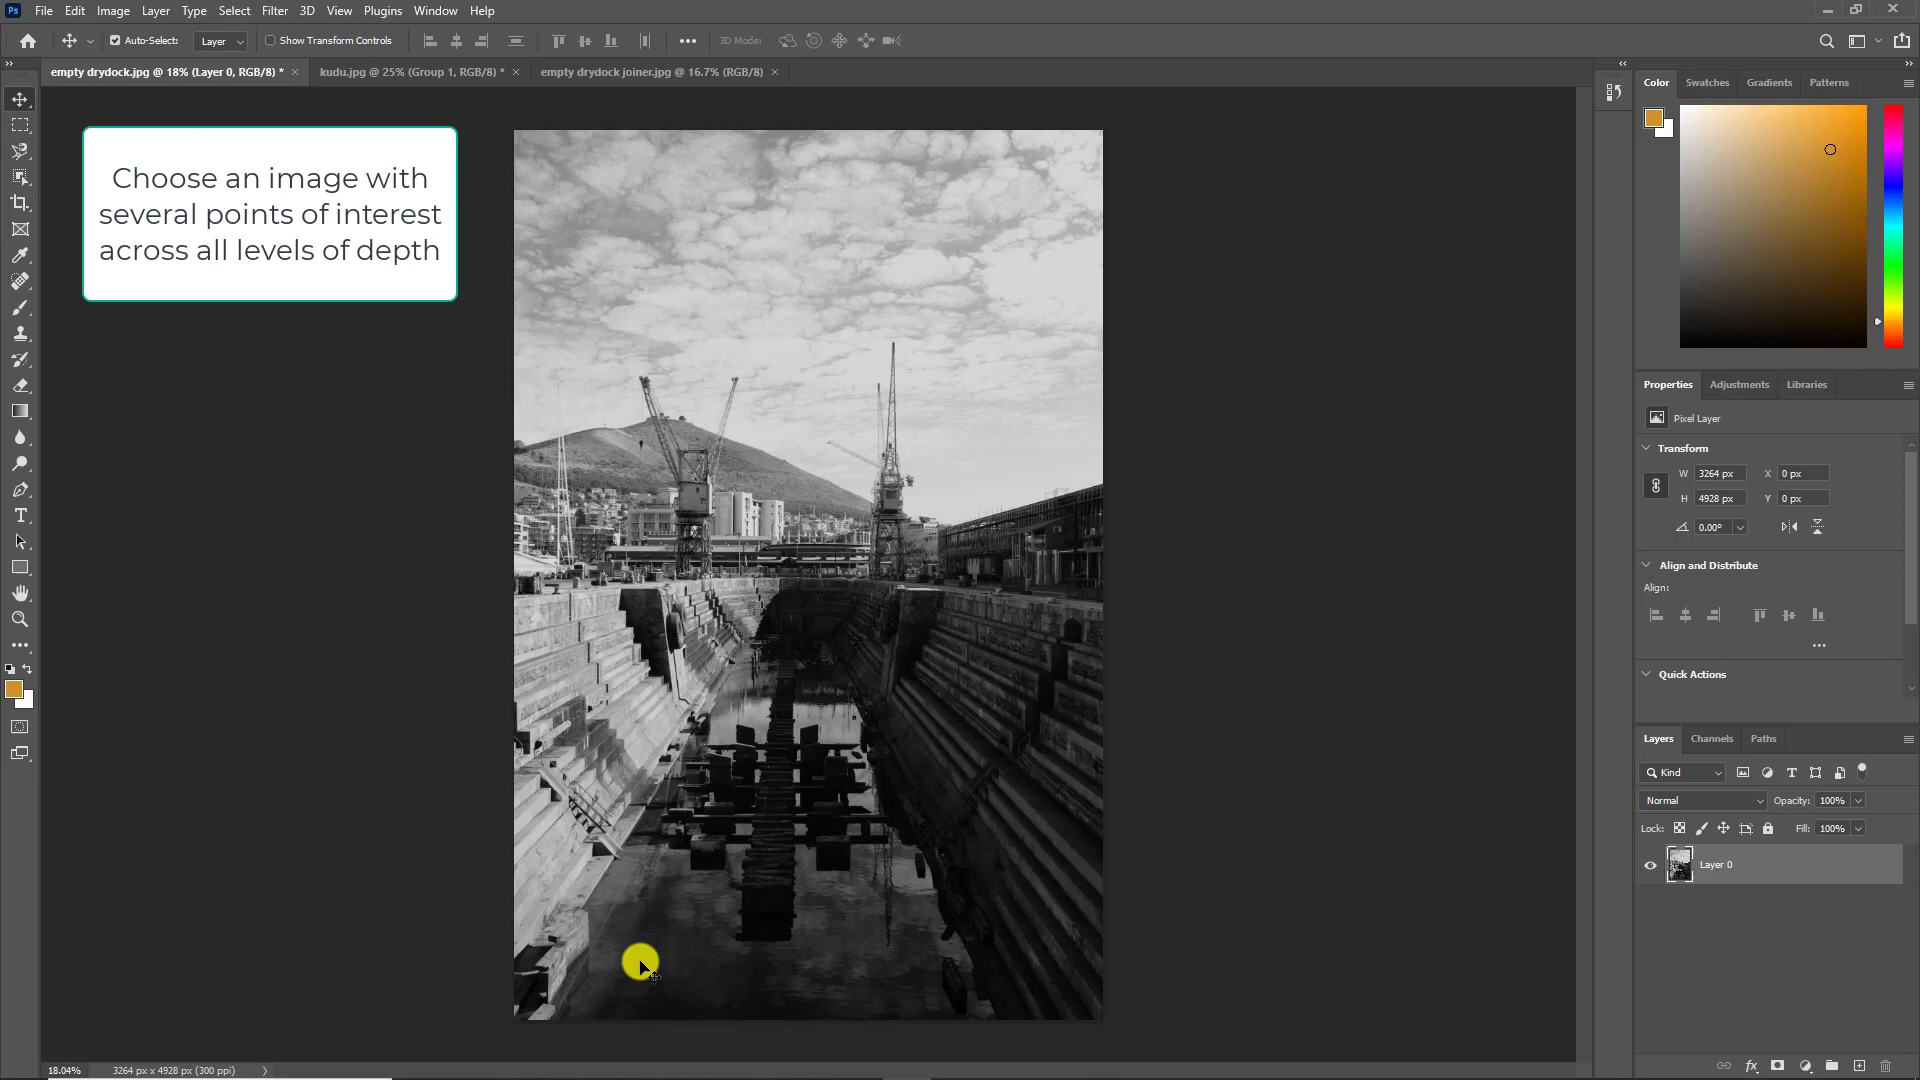 Ps File Edit Image Layer Type Select Filter 3D View Plugins Window Help
Auto-Select: Layer Show Transform Controls 3D Mode:
empty drydock.jpg @ 18% (Layer 0, RGB/8) * × kudu.jpg @ 25% (Group 1, RGB/8) * × empty drydock joiner.jpg @ 16.7% (RGB/8) ×
Choose an image with
several points of interest
across all levels of depth
Color Swatches Gradients Patterns
Properties Adjustments Libraries
Pixel Layer
Transform
W 3264 px X 0 px
H 4928 px Y 0 px
0.00°
Align and Distribute
Align:
Quick Actions
Layers Channels Paths
Kind
Normal Opacity: 100%
Lock: Fill: 100%
Layer 0
fx
18.04% 3264 px x 4928 px (300 ppi)